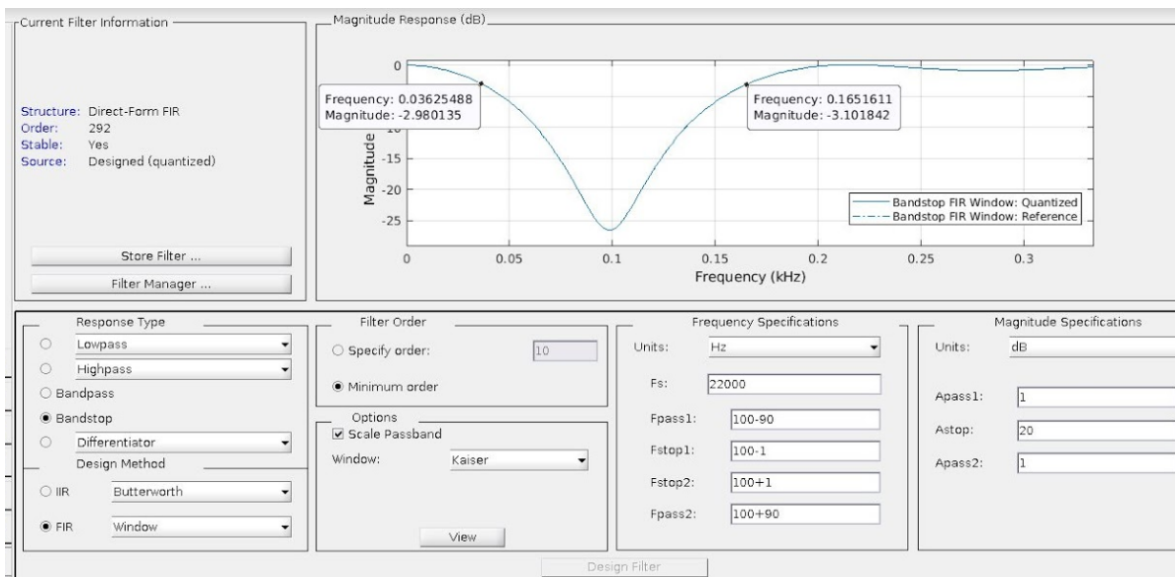 Current Filter Information
Structure: Direct-Form FIR
Order: 292
Stable: Yes
Source: Designed (quantized)
Store Filter ...
Filter Manager ...
Magnitude Response (dB)
Magnitude
0
-10
-15
-20
-25
Frequency: 0.03625488
Magnitude: -2.980135
Frequency: 0.1651611
Magnitude: -3.101842
Bandstop FIR Window: Quantized
Bandstop FIR Window: Reference
0 0.05 0.1 0.15 0.2 0.25 0.3
Frequency (kHz)
Response Type
Lowpass
Highpass
Bandpass
Bandstop
Differentiator
Design Method
IIR Butterworth
FIR Window
Filter Order
Specify order: 10
Minimum order
Options
Scale Passband
Window: Kaiser
View
Frequency Specifications
Units: Hz
Fs: 22000
Fpass1: 100-90
Fstop1: 100-1
Fstop2: 100+1
Fpass2: 100+90
Magnitude Specifications
Units: dB
Apass1: 1
Astop: 20
Apass2: 1
Design Filter